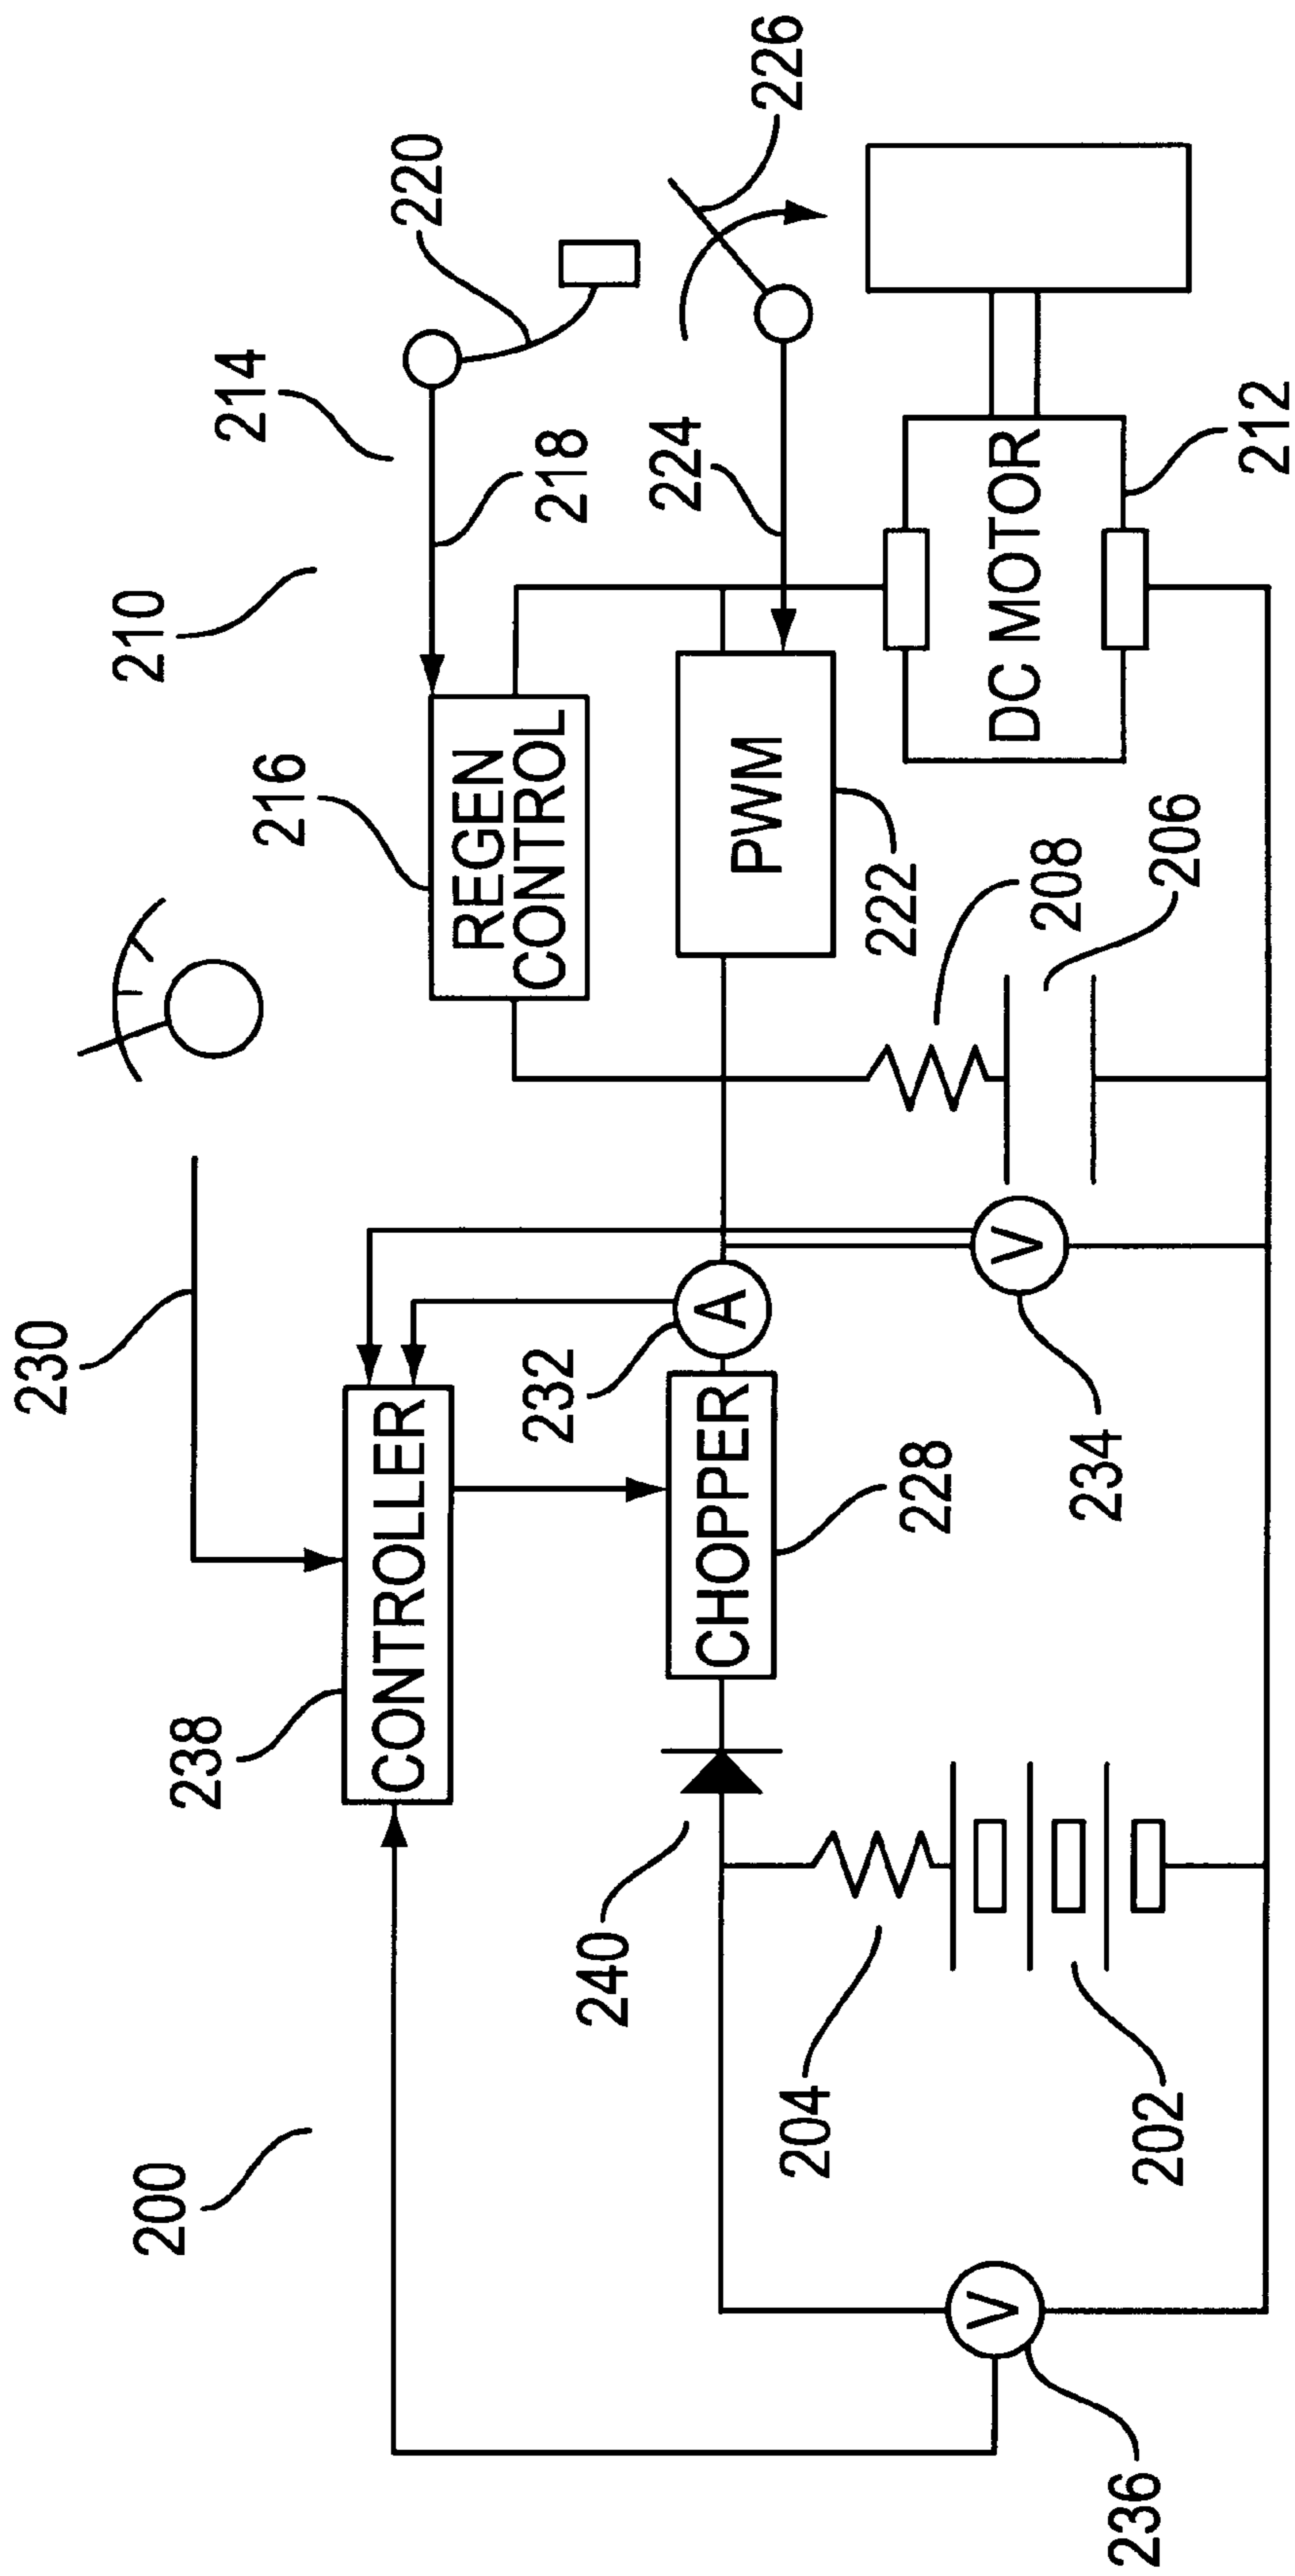 200
210
214
220
226
230
238
CONTROLLER
216
REGEN
CONTROL
218
224
232
A
PWM
222
240
CHOPPER
228
208
206
DC MOTOR
212
204
202
V
234
V
236